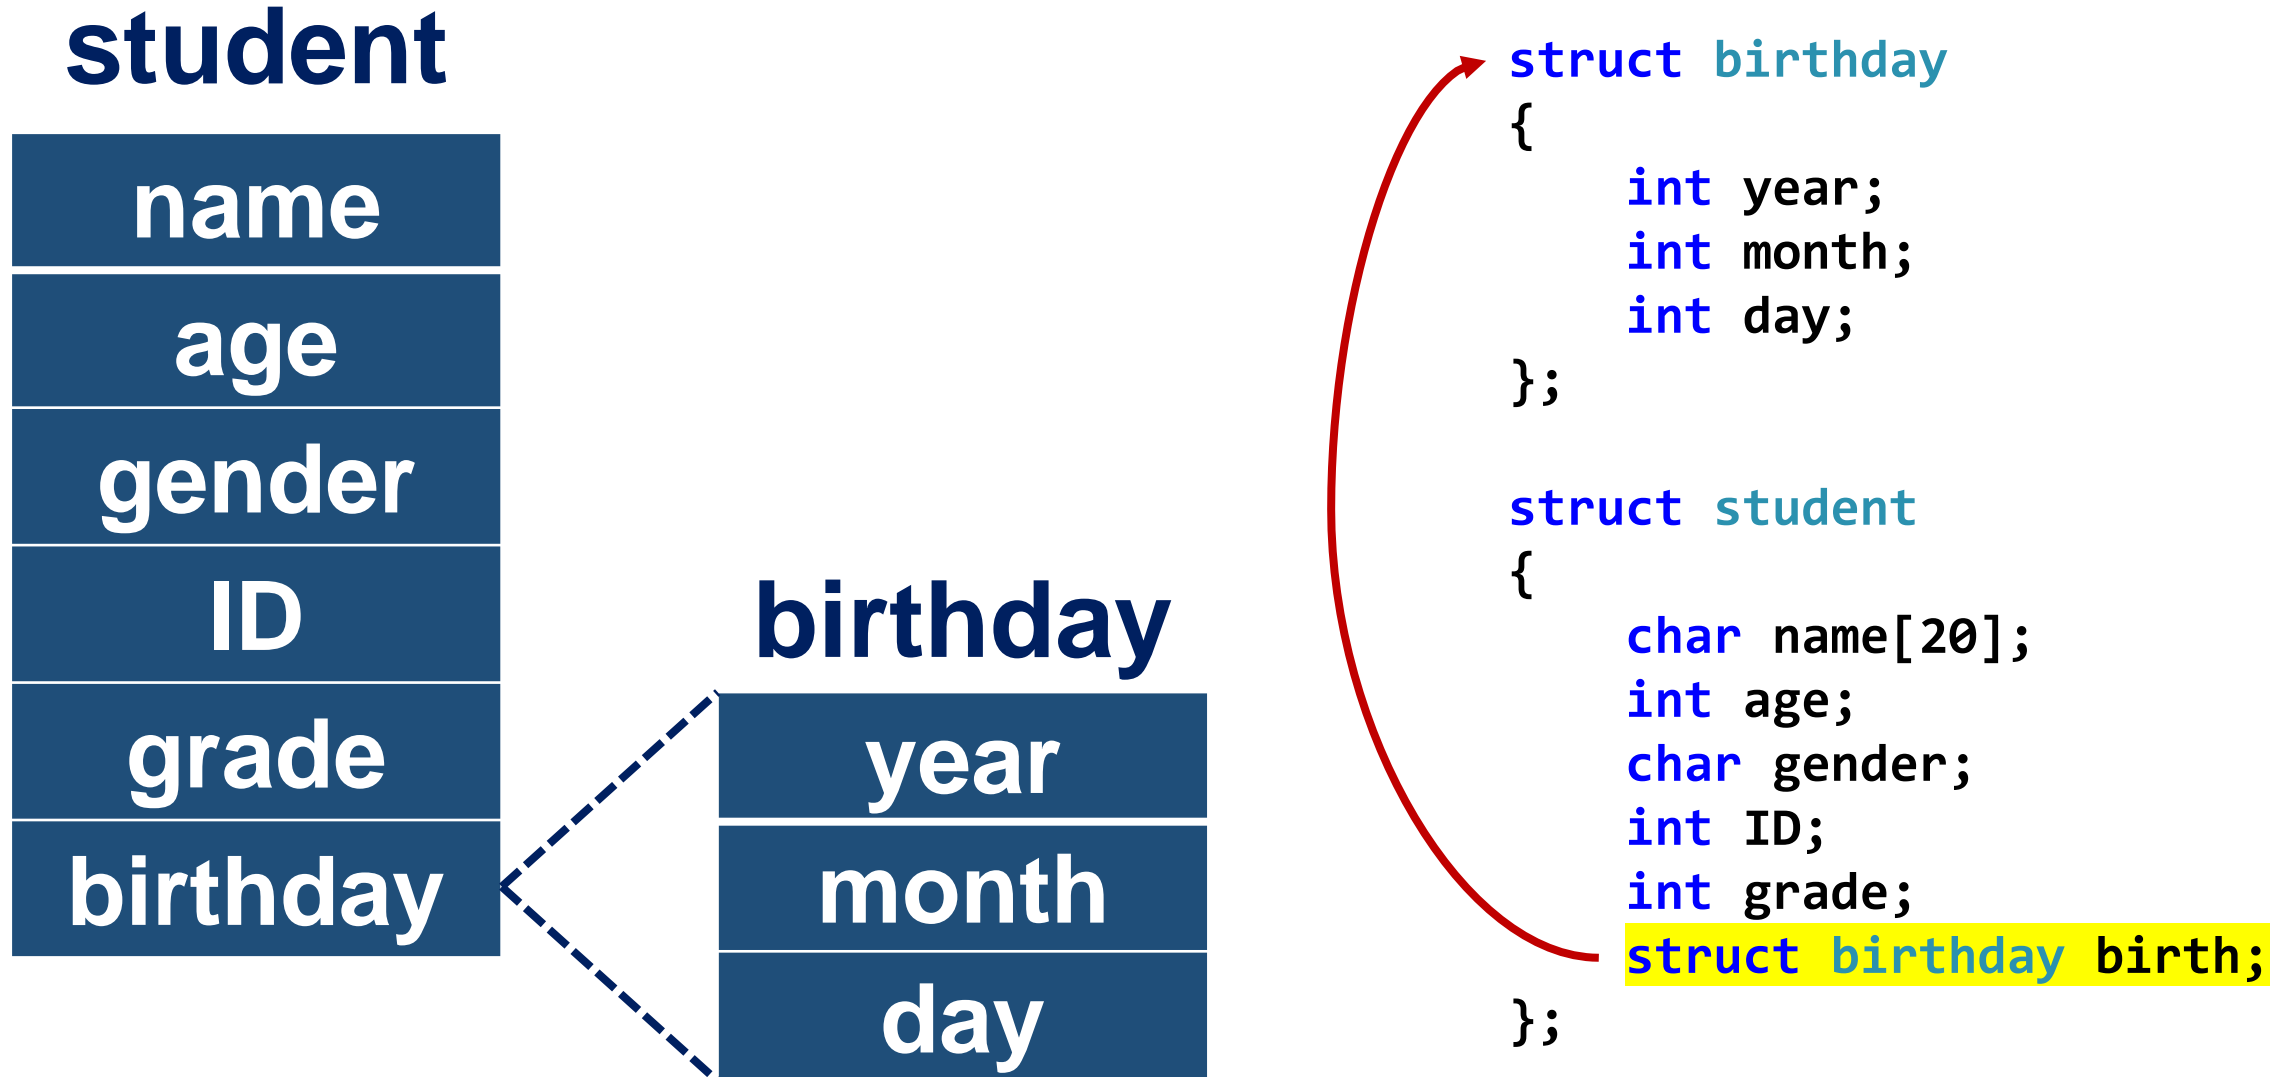 student
name
age
gender
ID
grade
birthday
birthday
year
month
day
struct birthday
{
    int year;
    int month;
    int day;
};
struct student
{
    char name[20];
    int age;
    char gender;
    int ID;
    int grade;
    struct birthday birth;
};